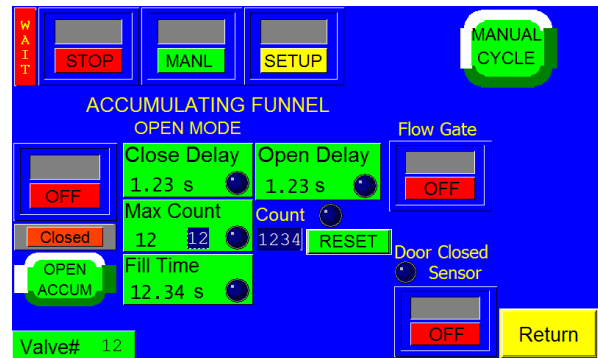 WAIT
STOP
MANL
SETUP
MANUAL
CYCLE
ACCUMULATING FUNNEL
OPEN MODE
Flow Gate
OFF
Close Delay
1.23 s
Open Delay
1.23 s
OFF
Max Count
12 12
Count
1234 RESET
Closed
Door Closed
Sensor
OPEN
ACCUM
Fill Time
12.34 s
OFF
Return
Valve# 12